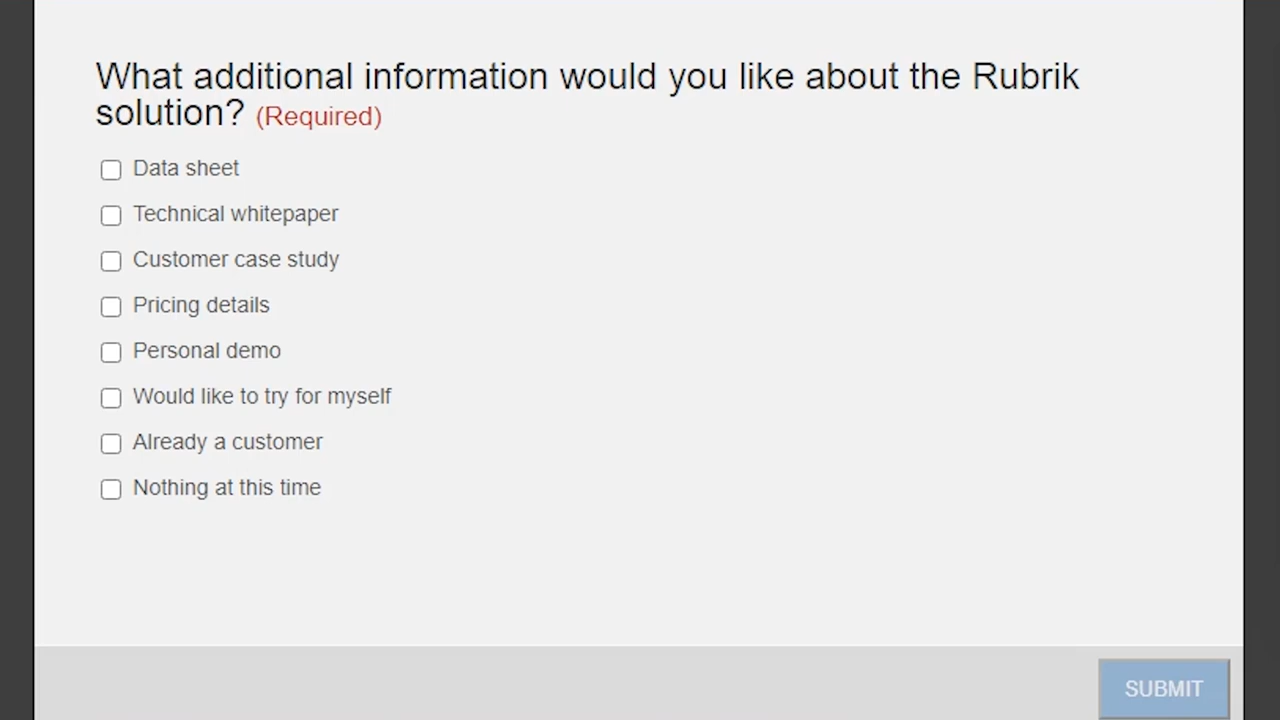 What additional information would you like about the Rubrik
solution? (Required)
Data sheet
Technical whitepaper
Customer case study
Pricing details
Personal demo
Would like to try for myself
Already a customer
Nothing at this time
SUBMIT